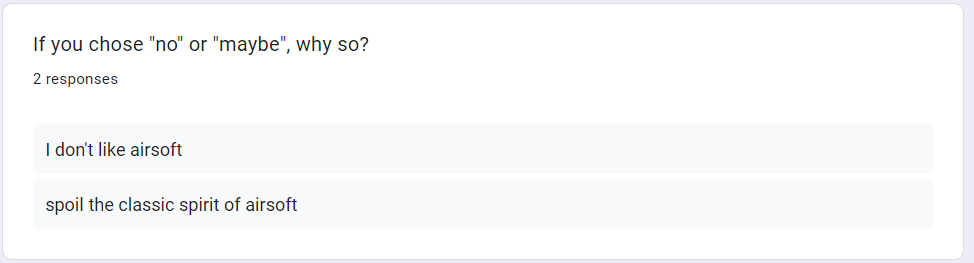 If you chose "no" or "maybe", why so?
2 responses
I don't like airsoft
spoil the classic spirit of airsoft